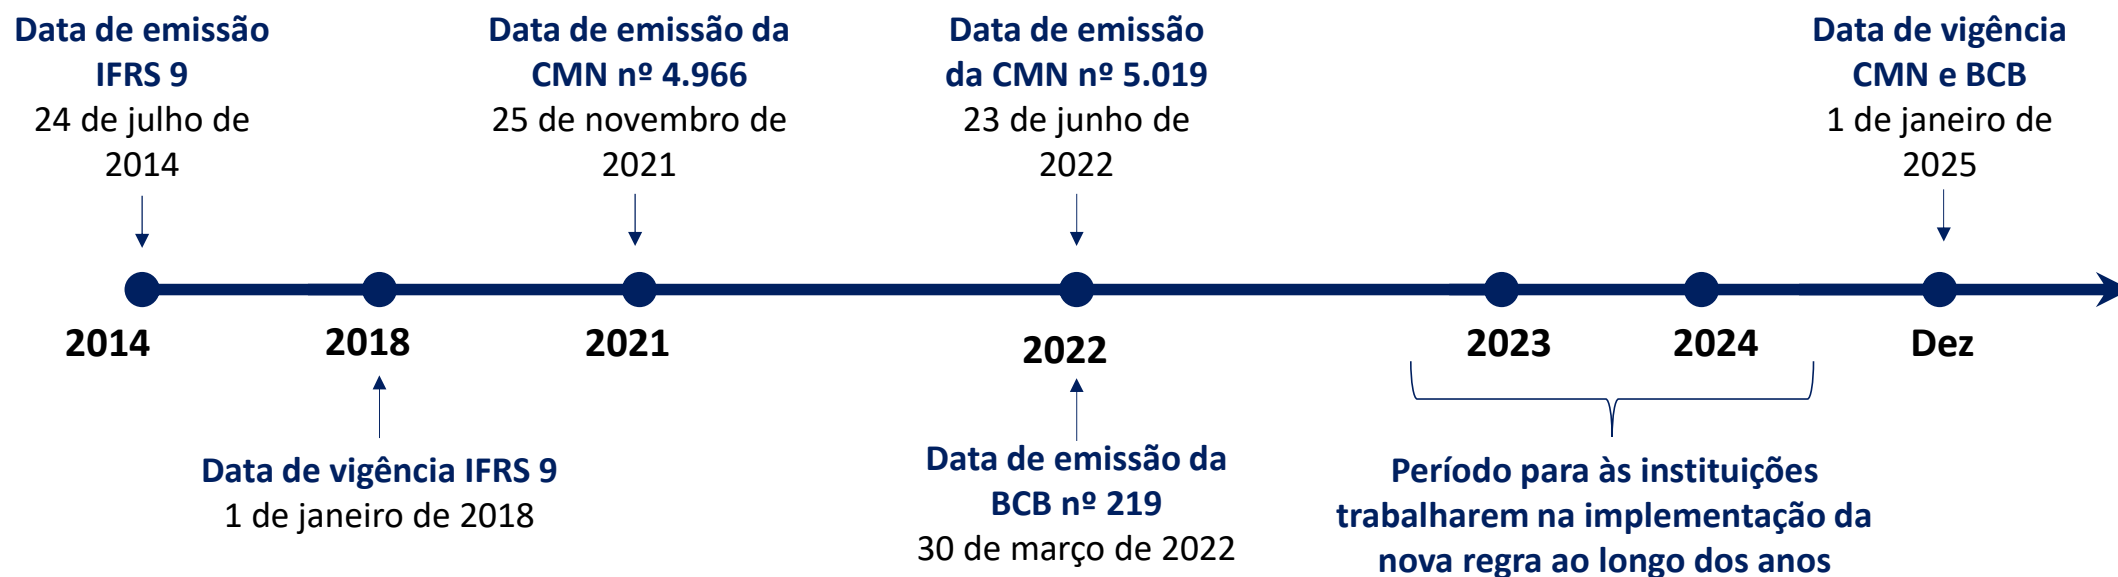 Data de emissão
IFRS 9
24 de julho de
2014
Data de emissão da
CMN nº 4.966
25 de novembro de
2021
Data de emissão
da CMN nº 5.019
23 de junho de
2022
Data de vigência
CMN e BCB
1 de janeiro de
2025
2014
2018
2021
2022
2023
2024
Dez
Data de vigência IFRS 9
1 de janeiro de 2018
Data de emissão da
BCB nº 219
30 de março de 2022
Período para às instituições
trabalharem na implementação da
nova regra ao longo dos anos